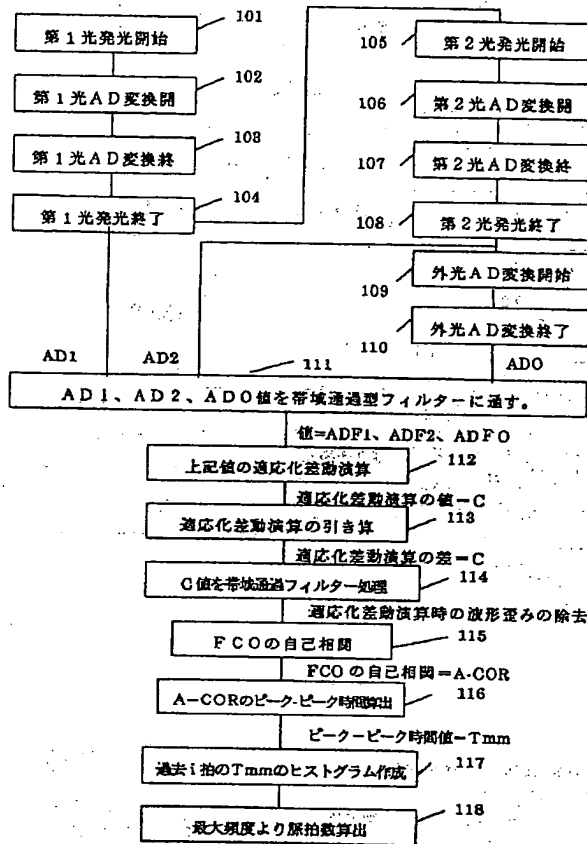 第1光発光開始
101
第1光AD変換開
102
第1光AD変換終
103
第1光発光終了
104
105
第2光発光開始
106
第2光AD変換開
107
第2光AD変換終
108
第2光発光終了
109
外光AD変換開始
110
外光AD変換終了
AD1
AD2
111
ADO
AD1、AD2、ADO値を帯域通過型フィルターに通す。
値=ADF1、ADF2、ADFO
上記値の適応化差動演算
112
適応化差動演算の値=C
適応化差動演算の引き算
113
適応化差動演算の差=C
C値を帯域通過フィルター処理
114
適応化差動演算時の波形歪みの除去
FCOの自己相関
115
FCOの自己相関=A-COR
A-CORのピーク-ピーク時間算出
116
ピークーピーク時間値=Tmm
過去i拍のTmmのヒストグラム作成
117
最大頻度より脈拍数算出
118